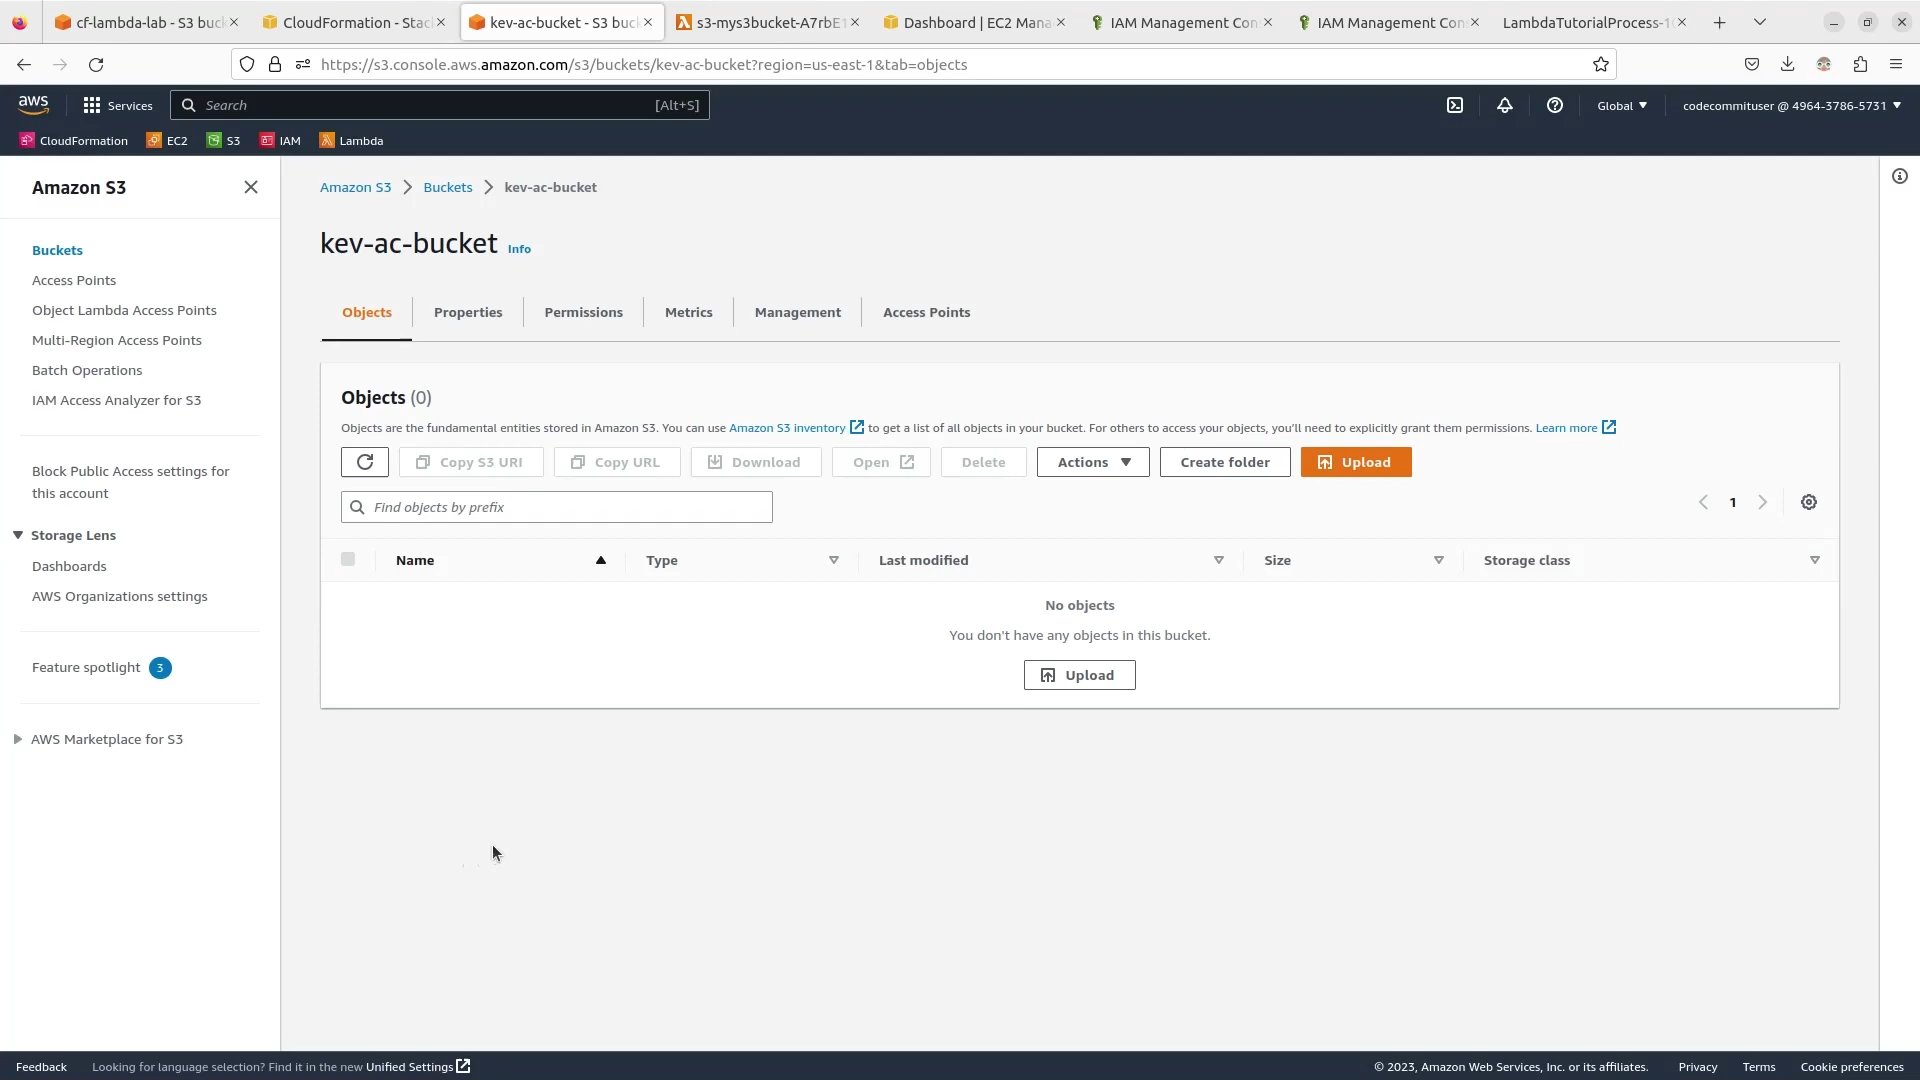 cf-lambda-lab - S3 buck
CloudFormation - Stack
kev-ac-bucket - S3 buck
s3-mys3bucket-A7rbE1
Dashboard | EC2 Mana
IAM Management Con
IAM Management Con
LambdaTutorialProcess-1
https://s3.console.aws.amazon.com/s3/buckets/kev-ac-bucket?region=us-east-1&tab=objects
aws
Services
Search
[Alt+S]
Global
codecommituser @ 4964-3786-5731
CloudFormation
EC2
S3
IAM
Lambda
Amazon S3
Buckets
Access Points
Object Lambda Access Points
Multi-Region Access Points
Batch Operations
IAM Access Analyzer for S3
Block Public Access settings for
this account
Storage Lens
Dashboards
AWS Organizations settings
Feature spotlight 3
AWS Marketplace for S3
Amazon S3 > Buckets > kev-ac-bucket
kev-ac-bucket Info
Objects
Properties
Permissions
Metrics
Management
Access Points
Objects (0)
Objects are the fundamental entities stored in Amazon S3. You can use Amazon S3 inventory to get a list of all objects in your bucket. For others to access your objects, you'll need to explicitly grant them permissions. Learn more
Copy S3 URI
Copy URL
Download
Open
Delete
Actions
Create folder
Upload
Find objects by prefix
1
Name
Type
Last modified
Size
Storage class
No objects
You don't have any objects in this bucket.
Upload
Feedback
Looking for language selection? Find it in the new Unified Settings
© 2023, Amazon Web Services, Inc. or its affiliates.
Privacy
Terms
Cookie preferences